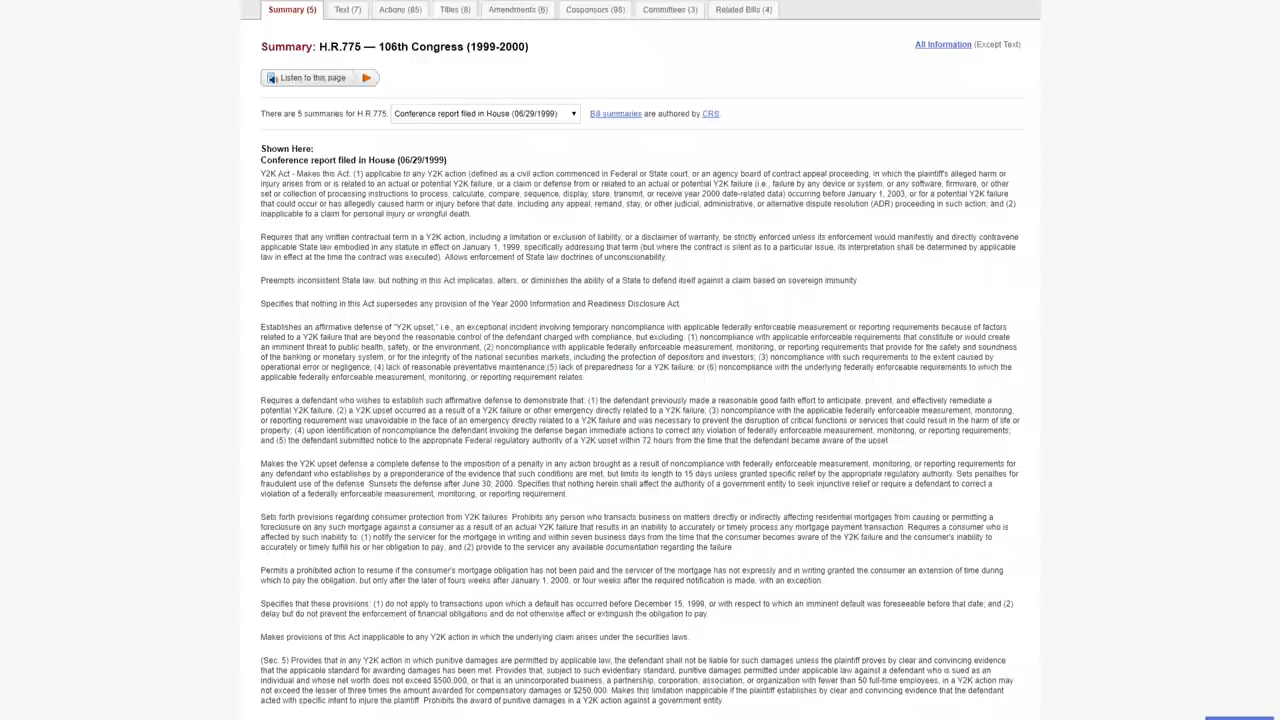 Summary (5) Text (7) Actions (85) Titles (8) Amendments (6) Cosponsors (98) Committees (3) Related Bills (4)
Summary: H.R.775 — 106th Congress (1999-2000)
All Information (Except Text)
Listen to this page
There are 5 summaries for H.R.775. Conference report filed in House (06/29/1999) Bill summaries are authored by CRS.
Shown Here:
Conference report filed in House (06/29/1999)
Y2K Act - Makes this Act: (1) applicable to any Y2K action (defined as a civil action commenced in Federal or State court, or an agency board of contract appeal proceeding, in which the plaintiff's alleged harm or
injury arises from or is related to an actual or potential Y2K failure, or a claim or defense from or related to an actual or potential Y2K failure (i.e., failure by any device or system, or any software, firmware, or other
set or collection of processing instructions to process, calculate, compare, sequence, display, store, transmit, or receive year 2000 date-related data) occurring before January 1, 2003, or for a potential Y2K failure
that could occur or has allegedly caused harm or injury before that date, including any appeal, remand, stay, or other judicial, administrative, or alternative dispute resolution (ADR) proceeding in such action; and (2)
inapplicable to a claim for personal injury or wrongful death.
Requires that any written contractual term in a Y2K action, including a limitation or exclusion of liability, or a disclaimer of warranty, be strictly enforced unless its enforcement would manifestly and directly contravene
applicable State law embodied in any statute in effect on January 1, 1999, specifically addressing that term (but where the contract is silent as to a particular issue, its interpretation shall be determined by applicable
law in effect at the time the contract was executed). Allows enforcement of State law doctrines of unconscionability.
Preempts inconsistent State law, but nothing in this Act implicates, alters, or diminishes the ability of a State to defend itself against a claim based on sovereign immunity.
Specifies that nothing in this Act supersedes any provision of the Year 2000 Information and Readiness Disclosure Act.
Establishes an affirmative defense of "Y2K upset," i.e., an exceptional incident involving temporary noncompliance with applicable federally enforceable measurement or reporting requirements because of factors
related to a Y2K failure that are beyond the reasonable control of the defendant charged with compliance, but excluding: (1) noncompliance with applicable enforceable requirements that constitute or would create
an imminent threat to public health, safety, or the environment; (2) noncompliance with applicable federally enforceable measurement, monitoring, or reporting requirements that provide for the safety and soundness
of the banking or monetary system, or for the integrity of the national securities markets, including the protection of depositors and investors; (3) noncompliance with such requirements to the extent caused by
operational error or negligence; (4) lack of reasonable preventative maintenance;(5) lack of preparedness for a Y2K failure; or (6) noncompliance with the underlying federally enforceable requirements to which the
applicable federally enforceable measurement, monitoring, or reporting requirement relates.
Requires a defendant who wishes to establish such affirmative defense to demonstrate that: (1) the defendant previously made a reasonable good faith effort to anticipate, prevent, and effectively remediate a
potential Y2K failure; (2) a Y2K upset occurred as a result of a Y2K failure or other emergency directly related to a Y2K failure; (3) noncompliance with the applicable federally enforceable measurement, monitoring,
or reporting requirement was unavoidable in the face of an emergency directly related to a Y2K failure and was necessary to prevent the disruption of critical functions or services that could result in the harm of life or
property; (4) upon identification of noncompliance the defendant invoking the defense began immediate actions to correct any violation of federally enforceable measurement, monitoring, or reporting requirements;
and (5) the defendant submitted notice to the appropriate Federal regulatory authority of a Y2K upset within 72 hours from the time that the defendant became aware of the upset.
Makes the Y2K upset defense a complete defense to the imposition of a penalty in any action brought as a result of noncompliance with federally enforceable measurement, monitoring, or reporting requirements for
any defendant who establishes by a preponderance of the evidence that such conditions are met, but limits its length to 15 days unless granted specific relief by the appropriate regulatory authority. Sets penalties for
fraudulent use of the defense. Sunsets the defense after June 30, 2000. Specifies that nothing herein shall affect the authority of a government entity to seek injunctive relief or require a defendant to correct a
violation of a federally enforceable measurement, monitoring, or reporting requirement.
Sets forth provisions regarding consumer protection from Y2K failures. Prohibits any person who transacts business on matters directly or indirectly affecting residential mortgages from causing or permitting a
foreclosure on any such mortgage against a consumer as a result of an actual Y2K failure that results in an inability to accurately or timely process any mortgage payment transaction. Requires a consumer who is
affected by such inability to: (1) notify the servicer for the mortgage in writing and within seven business days from the time that the consumer becomes aware of the Y2K failure and the consumer's inability to
accurately or timely fulfill his or her obligation to pay; and (2) provide to the servicer any available documentation regarding the failure.
Permits a prohibited action to resume if the consumer's mortgage obligation has not been paid and the servicer of the mortgage has not expressly and in writing granted the consumer an extension of time during
which to pay the obligation, but only after the later of fours weeks after January 1, 2000, or four weeks after the required notification is made, with an exception.
Specifies that these provisions: (1) do not apply to transactions upon which a default has occurred before December 15, 1999, or with respect to which an imminent default was foreseeable before that date; and (2)
delay but do not prevent the enforcement of financial obligations and do not otherwise affect or extinguish the obligation to pay.
Makes provisions of this Act inapplicable to any Y2K action in which the underlying claim arises under the securities laws.
(Sec. 5) Provides that in any Y2K action in which punitive damages are permitted by applicable law, the defendant shall not be liable for such damages unless the plaintiff proves by clear and convincing evidence
that the applicable standard for awarding damages has been met. Provides that, subject to such evidentiary standard, punitive damages permitted under applicable law against a defendant who is sued as an
individual and whose net worth does not exceed $500,000, or that is an unincorporated business, a partnership, corporation, association, or organization with fewer than 50 full-time employees, in a Y2K action may
not exceed the lesser of three times the amount awarded for compensatory damages or $250,000. Makes this limitation inapplicable if the plaintiff establishes by clear and convincing evidence that the defendant
acted with specific intent to injure the plaintiff. Prohibits the award of punitive damages in a Y2K action against a government entity.